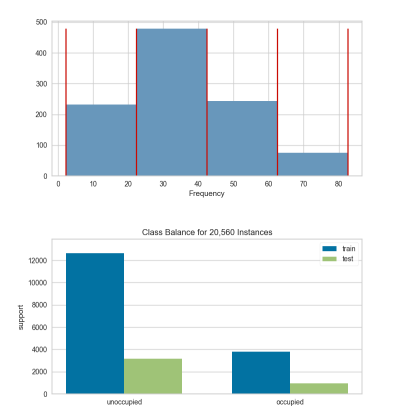 500
400
300
200
100
0
0 10 20 30 40 50 60 70 80
Frequency
Class Balance for 20,560 Instances
train
test
12000
10000
8000
6000
4000
2000
0
support
unoccupied occupied